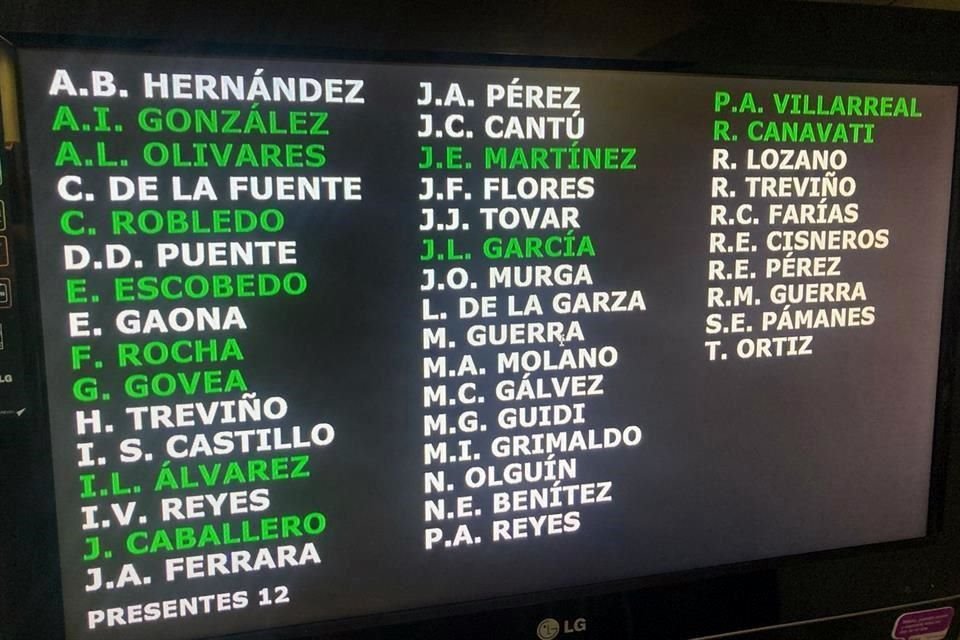 A.B. HERNÁNDEZ
A.I. GONZÁLEZ
A.L. OLIVARES
C. DE LA FUENTE
C. ROBLEDO
D.D. PUENTE
E. ESCOBEDO
E. GAONA
F. ROCHA
G. GOVEA
H. TREVIÑO
I. S. CASTILLO
I.L. ÁLVAREZ
I.V. REYES
J. CABALLERO
J.A. FERRARA
PRESENTES 12
J.A. PÉREZ
J.C. CANTÚ
J.E. MARTÍNEZ
J.F. FLORES
J.J. TOVAR
J.L. GARCÍA
J.O. MURGA
L. DE LA GARZA
M. GUERRA
M.A. MOLANO
M.C. GÁLVEZ
M.G. GUIDI
M.I. GRIMALDO
N. OLGUÍN
N.E. BENÍTEZ
P.A. REYES
P.A. VILLARREAL
R. CANAVATI
R. LOZANO
R. TREVIÑO
R.C. FARÍAS
R.E. CISNEROS
R.E. PÉREZ
R.M. GUERRA
S.E. PÁMANES
T. ORTIZ
LG
LG